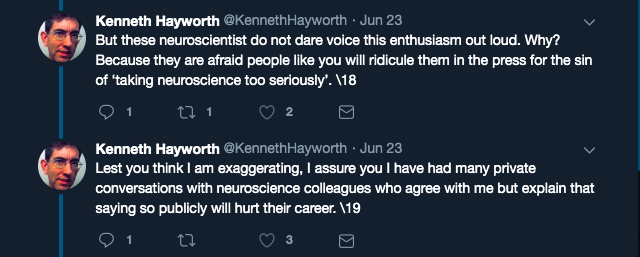 Kenneth Hayworth @KennethHayworth · Jun 23
But these neuroscientist do not dare voice this enthusiasm out loud. Why?
Because they are afraid people like you will ridicule them in the press for the sin
of ‘taking neuroscience too seriously’. \18
1 1 2
Kenneth Hayworth @KennethHayworth · Jun 23
Lest you think I am exaggerating, I assure you I have had many private
conversations with neuroscience colleagues who agree with me but explain that
saying so publicly will hurt their career. \19
1 3